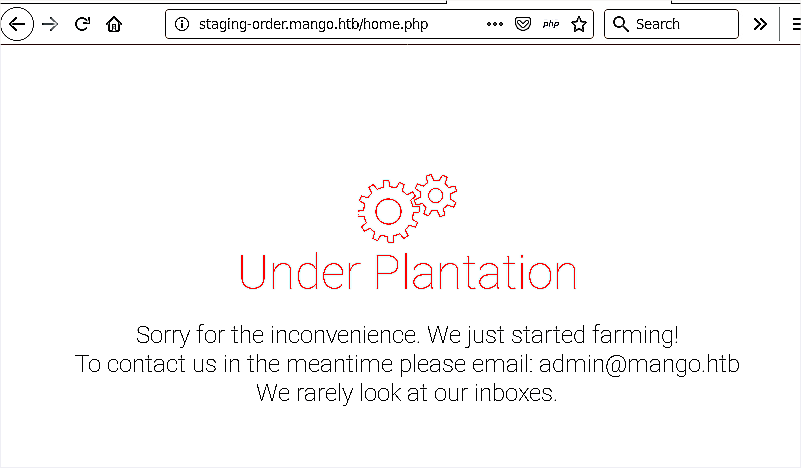 staging-order.mango.htb/home.php
php
Search
Under Plantation
Sorry for the inconvenience. We just started farming!
To contact us in the meantime please email: admin@mango.htb
We rarely look at our inboxes.